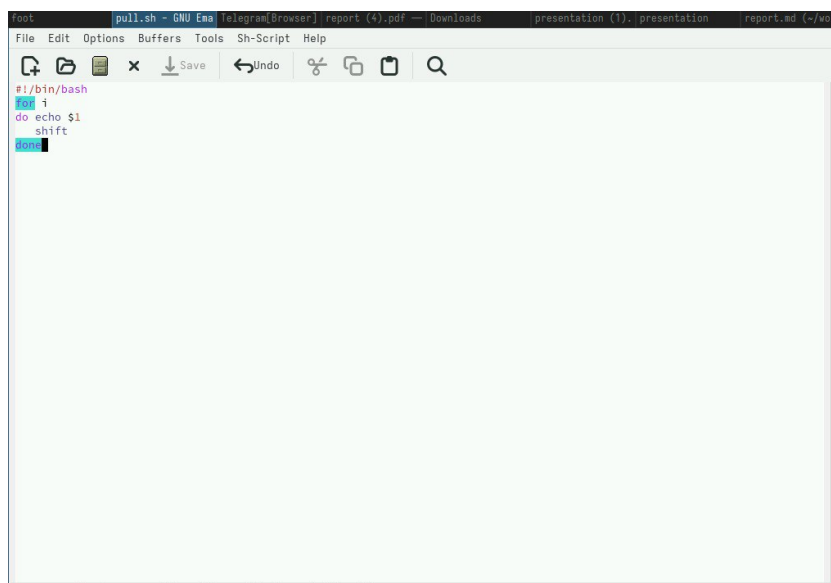 foot pull.sh - GNU Ema Telegram[Browser] report (4).pdf — Downloads presentation (1). presentation report.md (~/wo
File Edit Options Buffers Tools Sh-Script Help
Save Undo
#!/bin/bash
for i
do echo $1
   shift
done